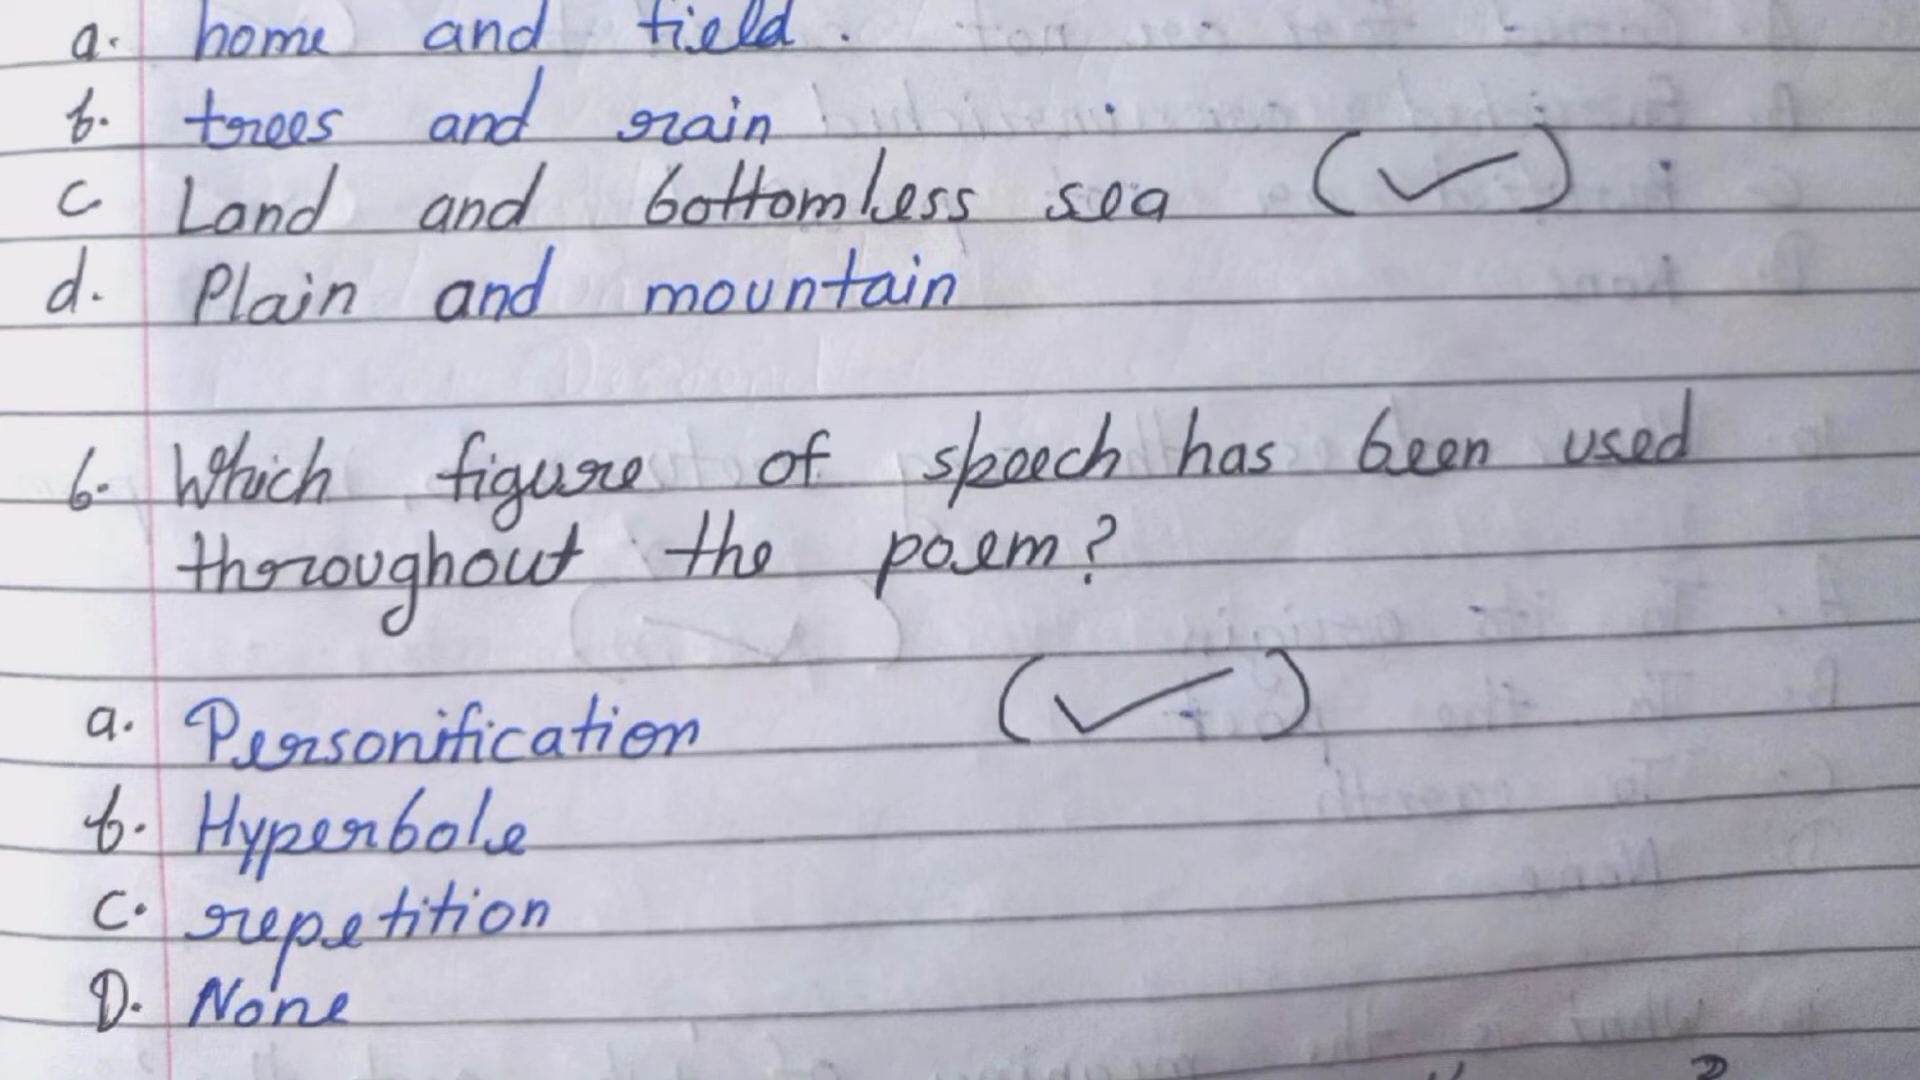 a. home and field.
b. trees and rain
c Land and bottomless sea (✓)
d. Plain and mountain
6. Which figure of speech has been used
throughout the poem?
a. Personification (✓)
b. Hyperbole
C. repetition
D. None